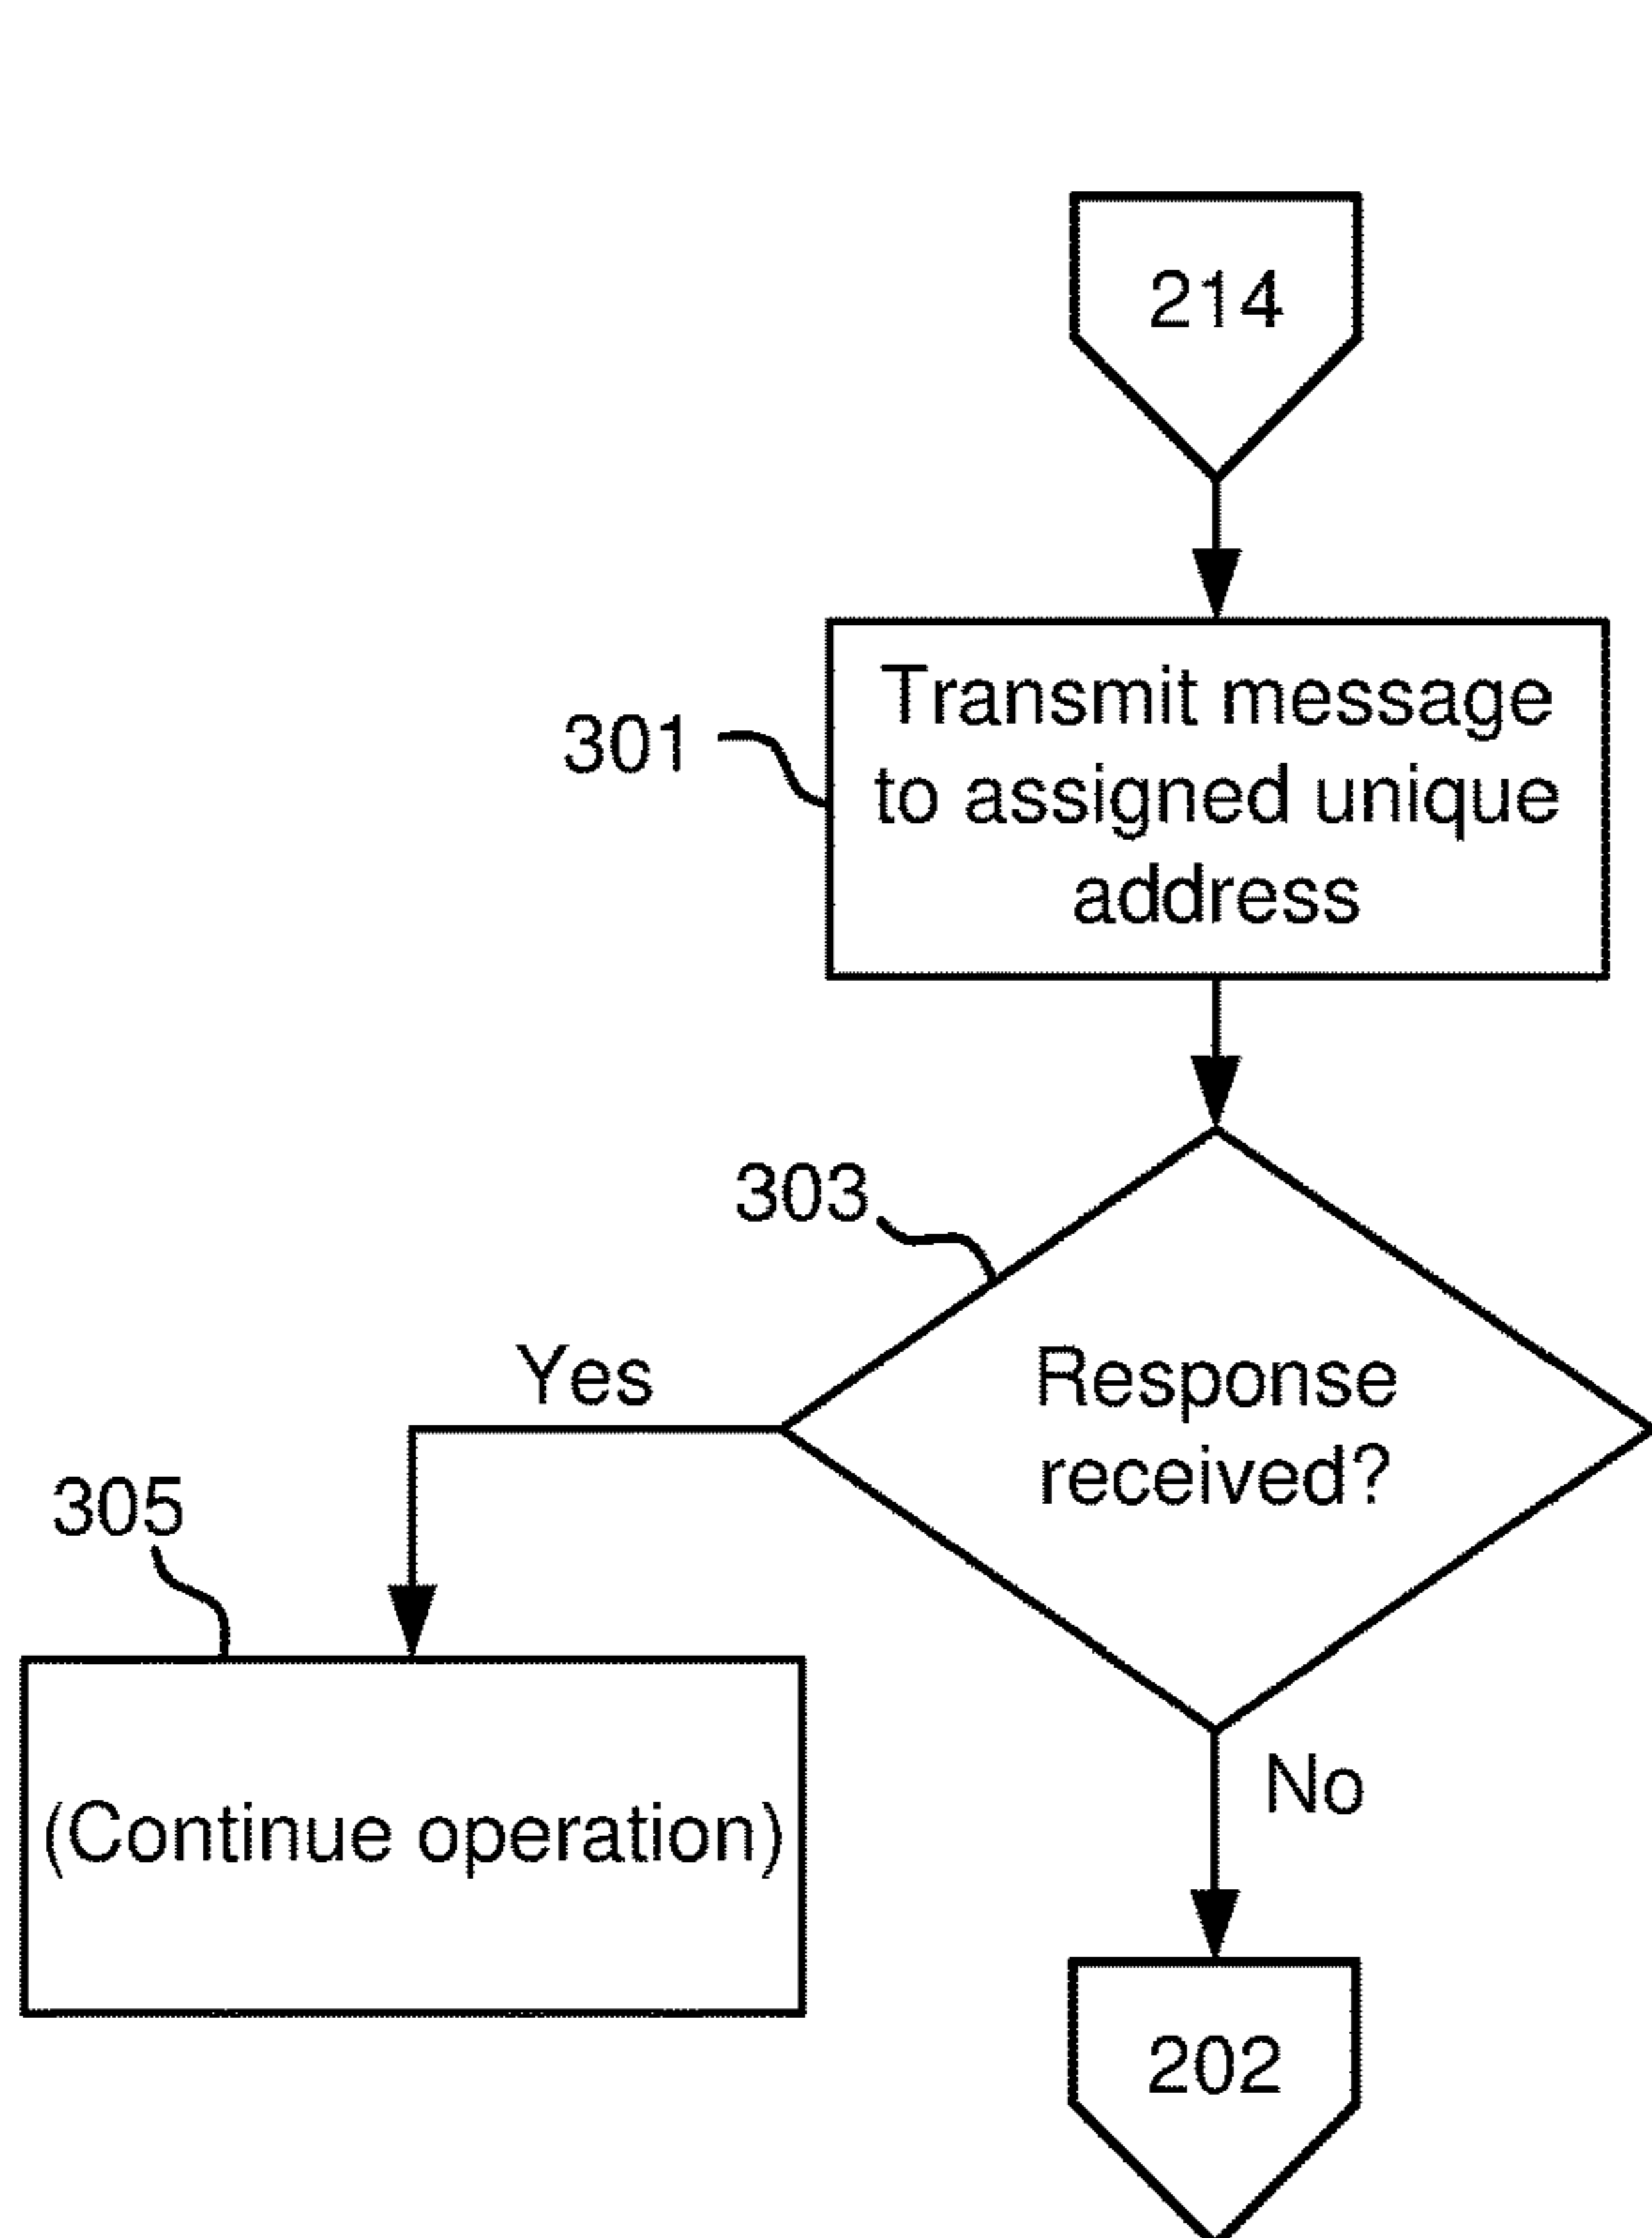 214
301
Transmit message
to assigned unique
address
303
Yes
Response
received?
305
No
(Continue operation)
202